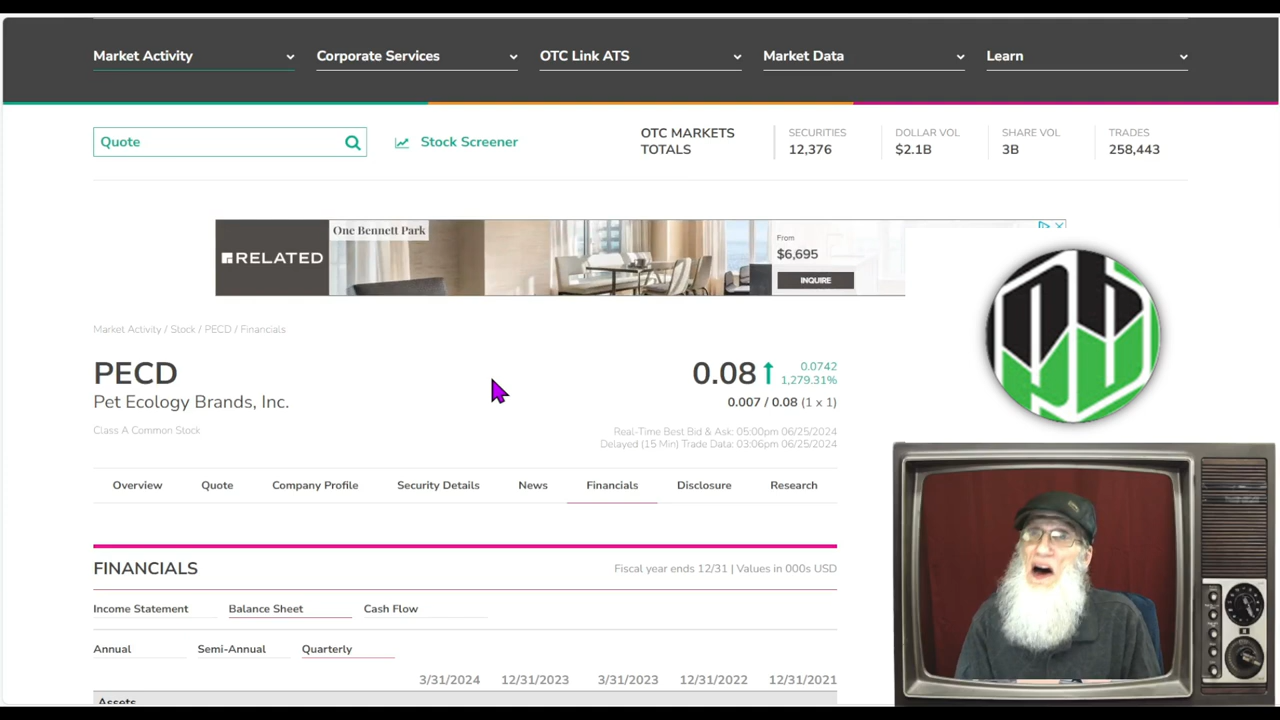 Market Activity
Corporate Services
OTC Link ATS
Market Data
Learn
Quote
Stock Screener
OTC MARKETS
TOTALS
SECURITIES
12,376
DOLLAR VOL
$2.1B
SHARE VOL
3B
TRADES
258,443
RELATED
One Bennett Park
From
$6,695
INQUIRE
Market Activity / Stock / PECD / Financials
PECD
Pet Ecology Brands, Inc.
Class A Common Stock
0.08
0.0742
1,279.31%
0.007 / 0.08 (1 x 1)
Real-Time Best Bid & Ask: 05:00pm 06/25/2024
Delayed (15 Min) Trade Data: 03:06pm 06/25/2024
Overview
Quote
Company Profile
Security Details
News
Financials
Disclosure
Research
FINANCIALS
Fiscal year ends 12/31 | Values in 000s USD
Income Statement
Balance Sheet
Cash Flow
Annual
Semi-Annual
Quarterly
3/31/2024
12/31/2023
3/31/2023
12/31/2022
12/31/2021
Assets